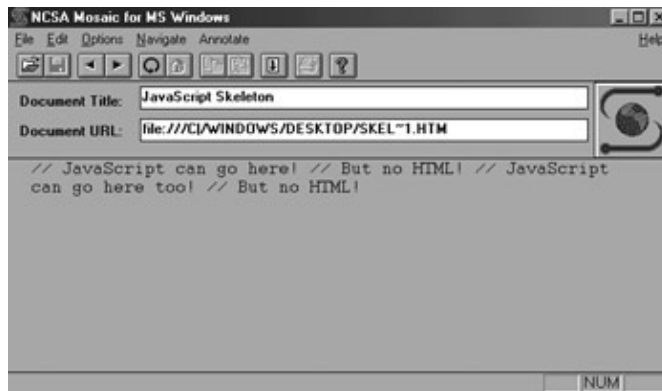 NCSA Mosaic for MS Windows
File Edit Options Navigate Annotate Help
Document Title: JavaScript Skeleton
Document URL: file:///C|/WINDOWS/DESKTOP/SKEL~1.HTM
// JavaScript can go here! // But no HTML! // JavaScript
can go here too! // But no HTML!
NUM